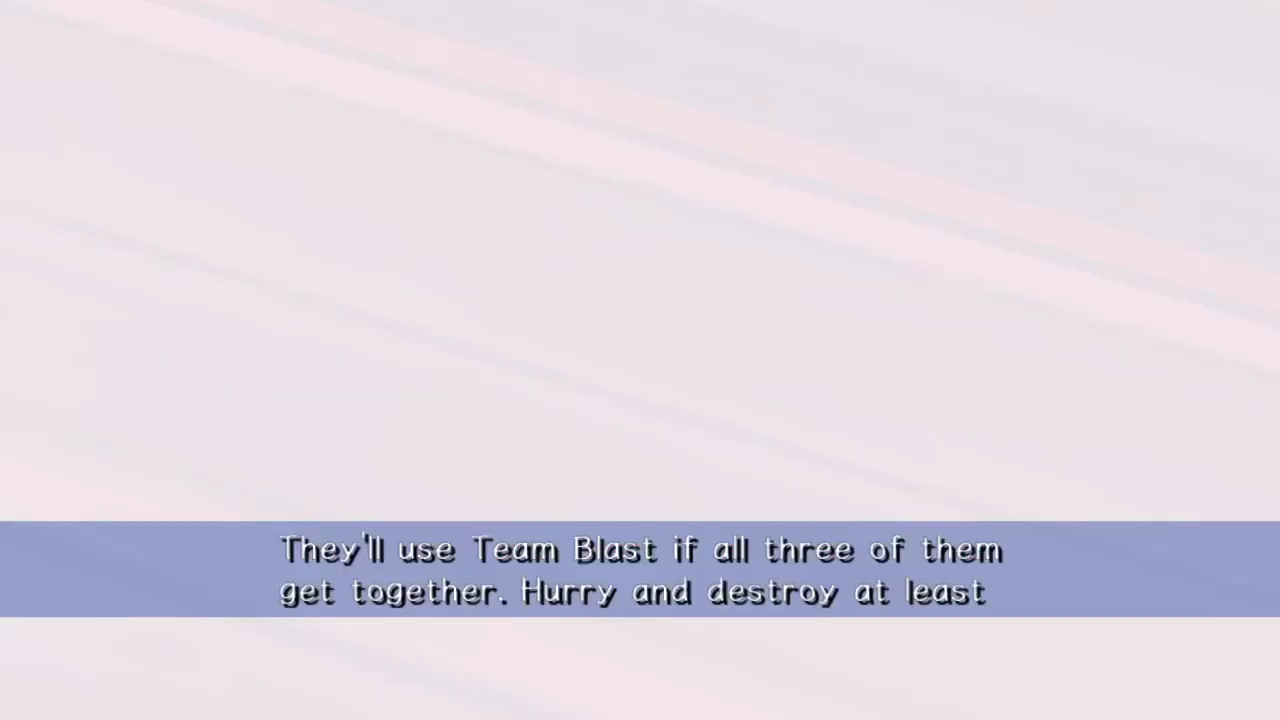 They'll use Team Blast if all three of them
get together. Hurry and destroy at least